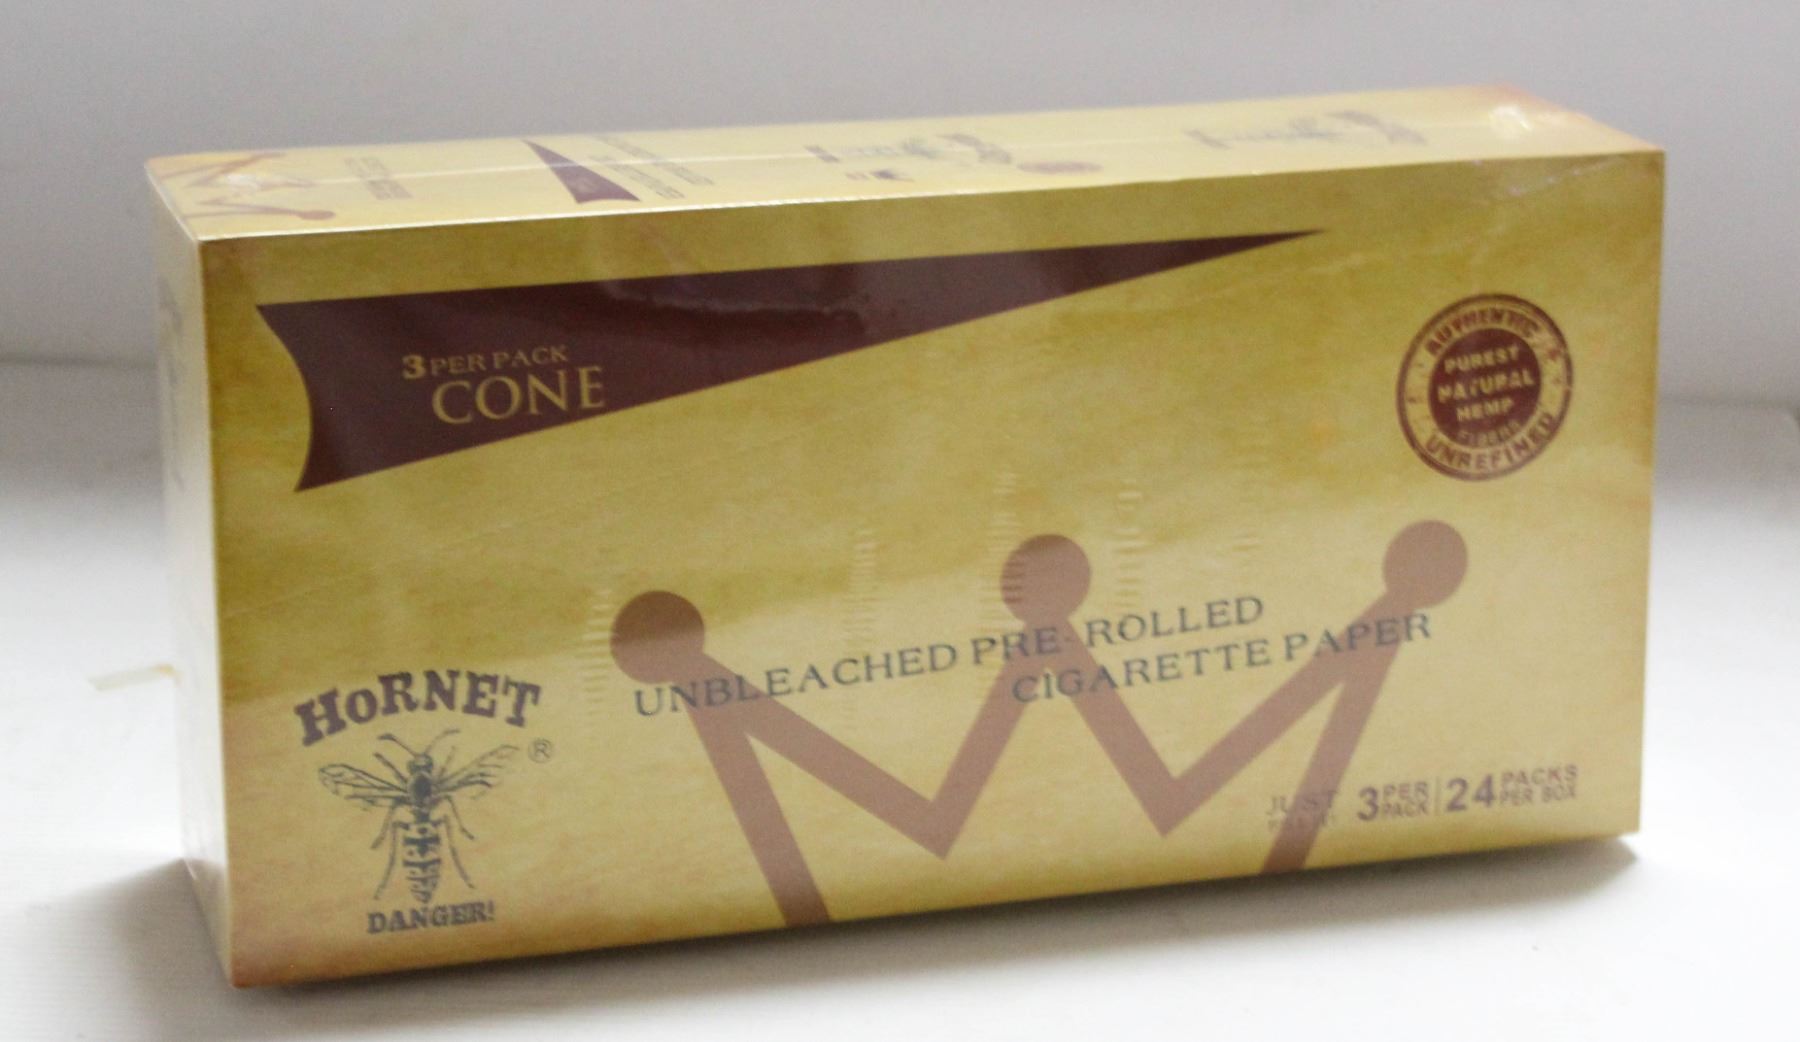 3 PER PACK
CONE
AUTHENTIC
PUREST
NATURAL
HEMP
FIBERS
UNREFINED
UNBLEACHED PRE-ROLLED
CIGARETTE PAPER
HORNET
®
DANGER!
JUST
3 PER PACK | 24 PACKS PER BOX